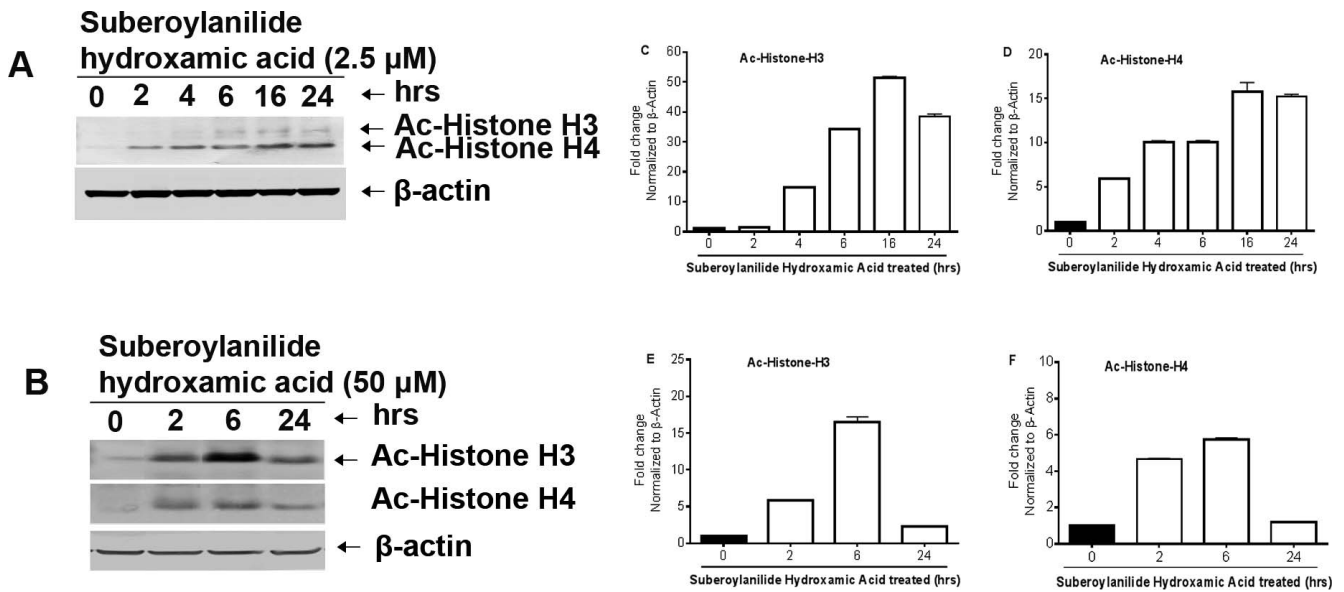 A
Suberoylanilide
hydroxamic acid (2.5 µM)
0 2 4 6 16 24 ← hrs
← Ac-Histone H3
← Ac-Histone H4
← β-actin
C
Ac-Histone-H3
Fold change
Normalized to β-Actin
60
50
40
30
20
10
0
0 2 4 6 16 24
Suberoylanilide Hydroxamic Acid treated (hrs)
D
Ac-Histone-H4
Fold change
Normalized to β-Actin
20
15
10
5
0
0 2 4 6 16 24
Suberoylanilide Hydroxamic Acid treated (hrs)
B
Suberoylanilide
hydroxamic acid (50 µM)
0 2 6 24 ← hrs
← Ac-Histone H3
Ac-Histone H4
← β-actin
E
Ac-Histone-H3
Fold change
Normalized to β-Actin
25
20
15
10
5
0
0 2 6 24
Suberoylanilide Hydroxamic Acid treated (hrs)
F
Ac-Histone-H4
Fold change
Normalized to β-Actin
10
8
6
4
2
0
0 2 6 24
Suberoylanilide Hydroxamic Acid treated (hrs)